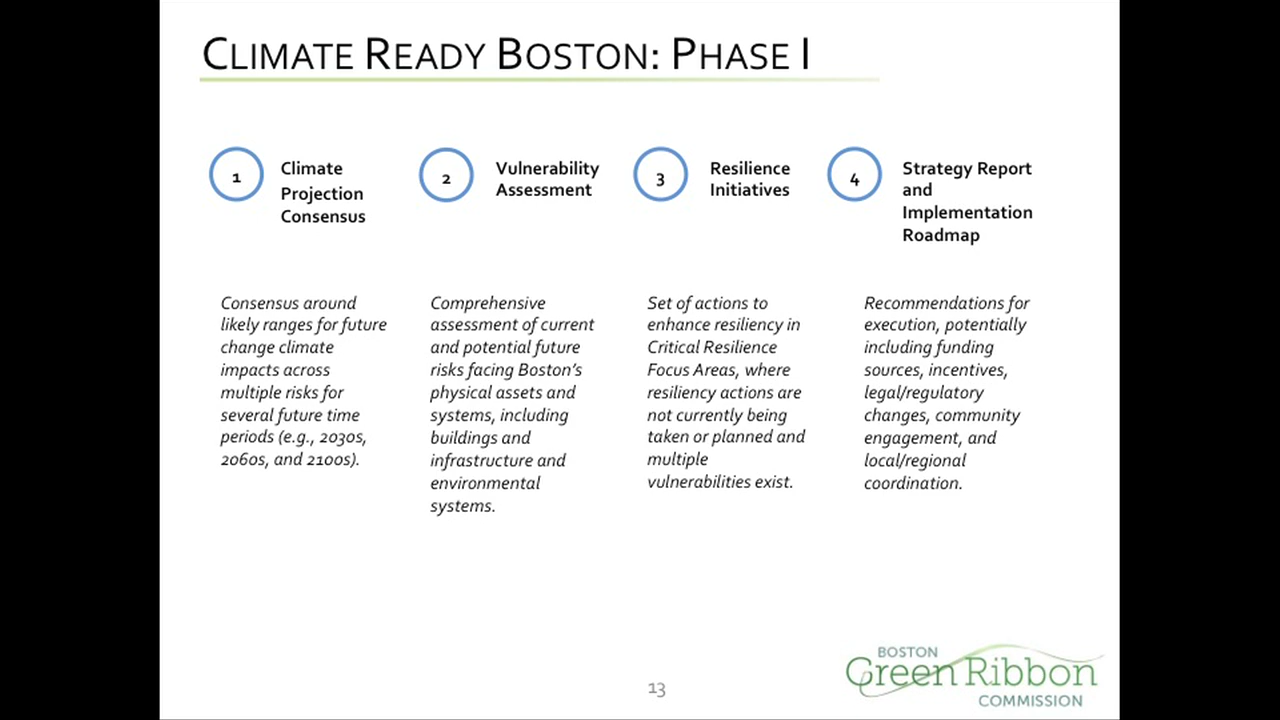 CLIMATE READY BOSTON: PHASE I
1
Climate
Projection
Consensus
2
Vulnerability
Assessment
3
Resilience
Initiatives
4
Strategy Report
and
Implementation
Roadmap
Consensus around
likely ranges for future
change climate
impacts across
multiple risks for
several future time
periods (e.g., 2030s,
2060s, and 2100s).
Comprehensive
assessment of current
and potential future
risks facing Boston's
physical assets and
systems, including
buildings and
infrastructure and
environmental
systems.
Set of actions to
enhance resiliency in
Critical Resilience
Focus Areas, where
resiliency actions are
not currently being
taken or planned and
multiple
vulnerabilities exist.
Recommendations for
execution, potentially
including funding
sources, incentives,
legal/regulatory
changes, community
engagement, and
local/regional
coordination.
13
BOSTON
Green Ribbon
COMMISSION